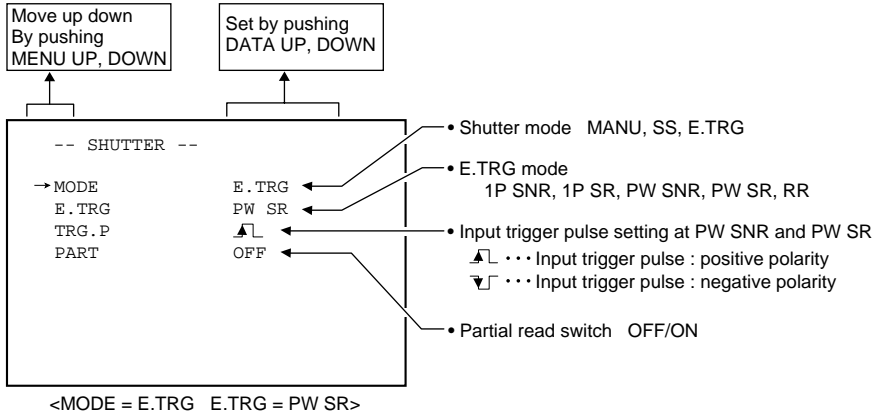 Move up down
By pushing
MENU UP, DOWN
Set by pushing
DATA UP, DOWN
-- SHUTTER --
→MODE E.TRG
E.TRG PW SR
TRG.P
PART OFF
• Shutter mode MANU, SS, E.TRG
• E.TRG mode
1P SNR, 1P SR, PW SNR, PW SR, RR
• Input trigger pulse setting at PW SNR and PW SR
··· Input trigger pulse : positive polarity
··· Input trigger pulse : negative polarity
• Partial read switch OFF/ON
<MODE = E.TRG E.TRG = PW SR>